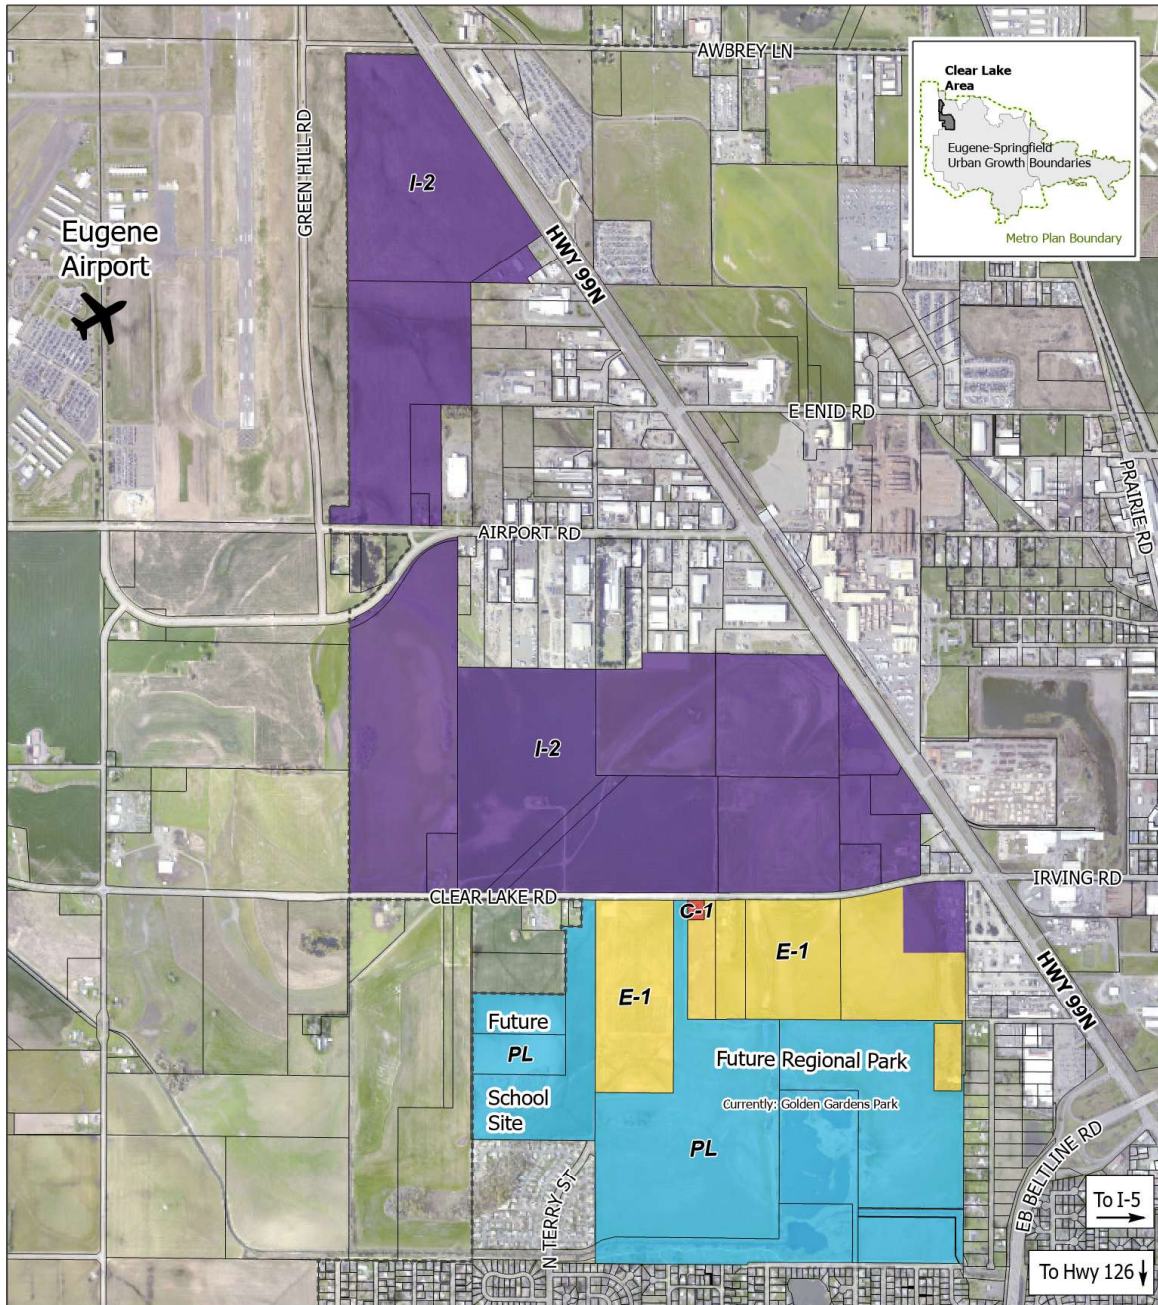 AWBREY LN
Clear Lake
Area
Eugene-Springfield
Urban Growth Boundaries
Metro Plan Boundary
GREEN HILL RD
I-2
Eugene
Airport
HWY 99N
E ENID RD
PRAIRIE RD
AIRPORT RD
I-2
CLEAR LAKE RD
IRVING RD
C-1
E-1
E-1
HWY 99N
Future
PL
School
Site
Future Regional Park
Currently: Golden Gardens Park
PL
N TERRY ST
EB BELTLINE RD
To I-5
To Hwy 126